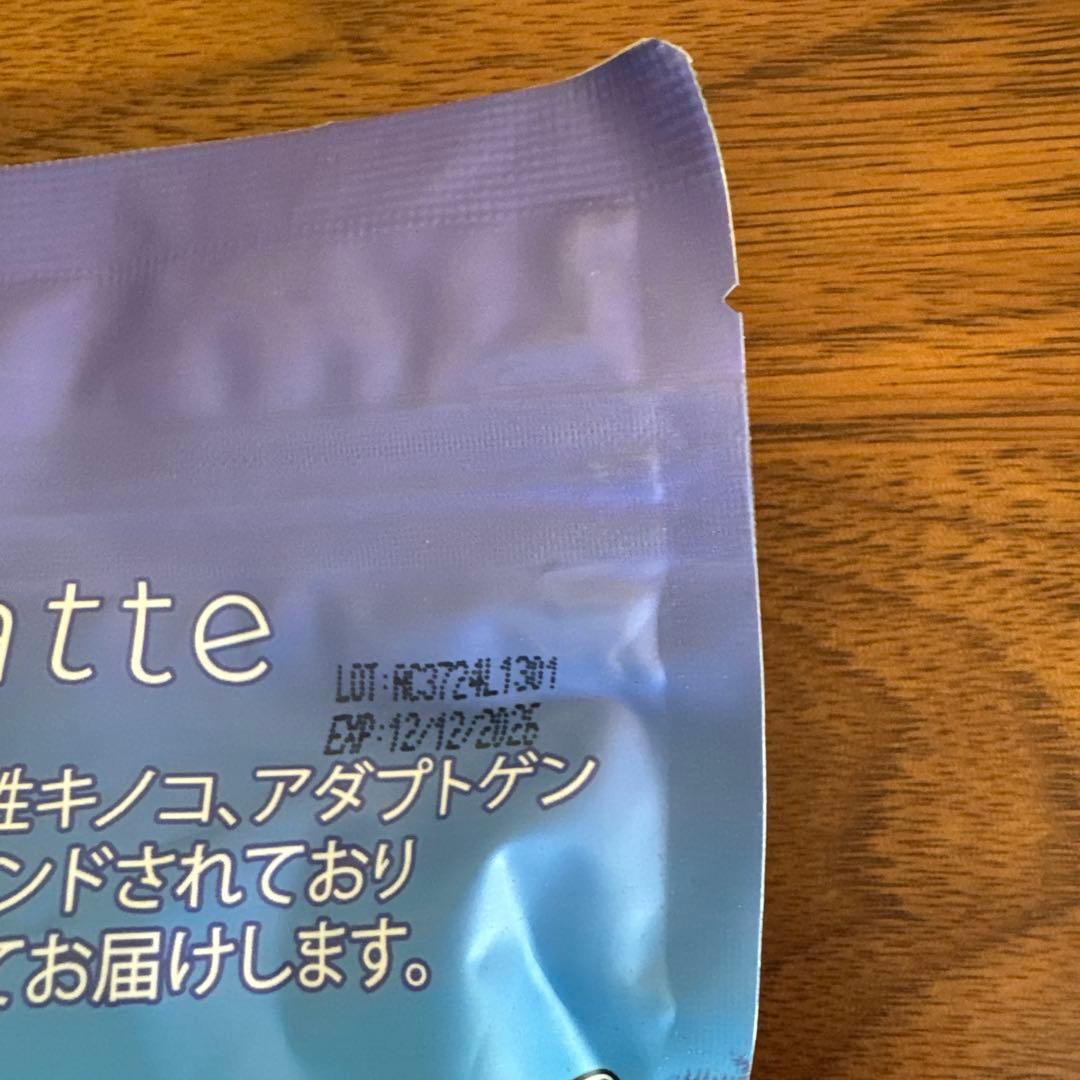 atte
LOT:NC3724L1301
EXP:12/12/2026
性キノコ、アダプトゲン
ンドされており
てお届けします。